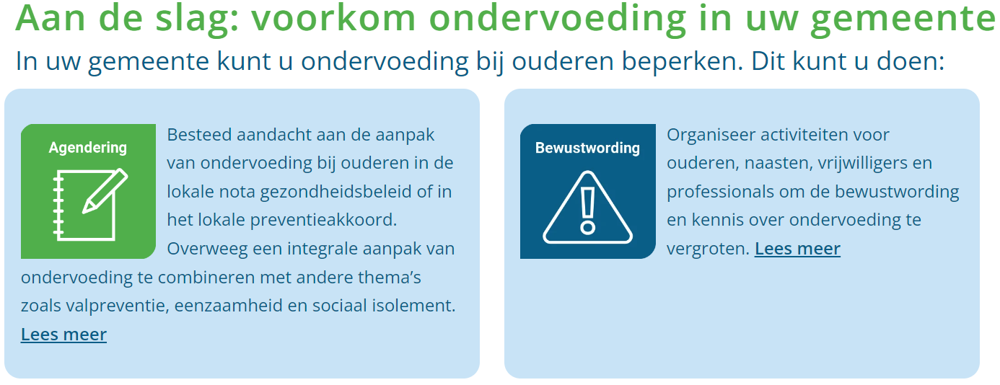 Aan de slag: voorkom ondervoeding in uw gemeente
In uw gemeente kunt u ondervoeding bij ouderen beperken. Dit kunt u doen:
Agendering
Besteed aandacht aan de aanpak
van ondervoeding bij ouderen in de
lokale nota gezondheidsbeleid of in
het lokale preventieakkoord.
Overweeg een integrale aanpak van
ondervoeding te combineren met andere thema’s
zoals valpreventie, eenzaamheid en sociaal isolement.
Lees meer
Bewustwording
Organiseer activiteiten voor
ouderen, naasten, vrijwilligers en
professionals om de bewustwording
en kennis over ondervoeding te
vergroten. Lees meer